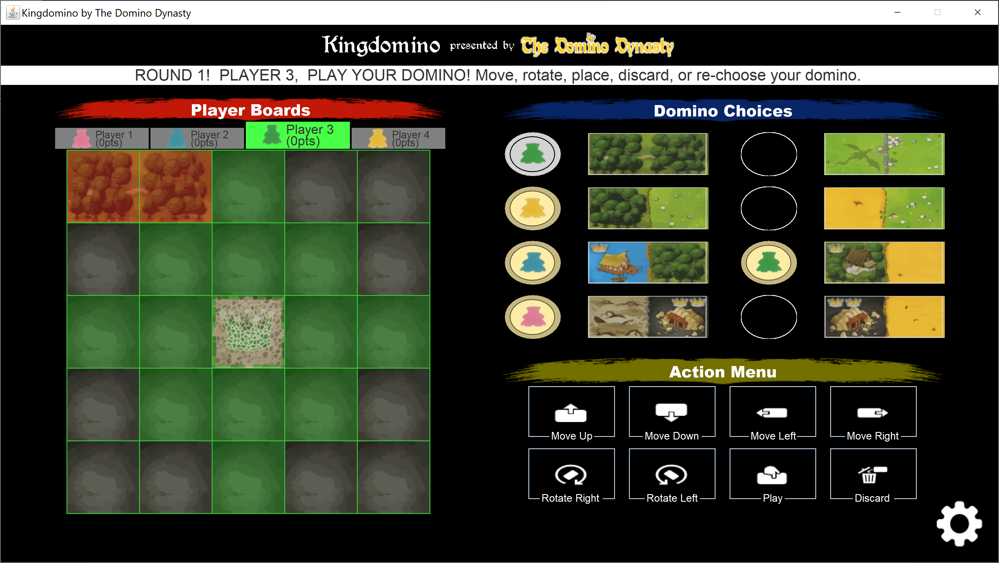 Kingdomino by The Domino Dynasty
Kingdomino presented by The Domino Dynasty
ROUND 1!  PLAYER 3,  PLAY YOUR DOMINO! Move, rotate, place, discard, or re-choose your domino.
Player Boards
Domino Choices
Player 1
(0pts)
Player 2
(0pts)
Player 3
(0pts)
Player 4
(0pts)
Action Menu
Move Up
Move Down
Move Left
Move Right
Rotate Right
Rotate Left
Play
Discard